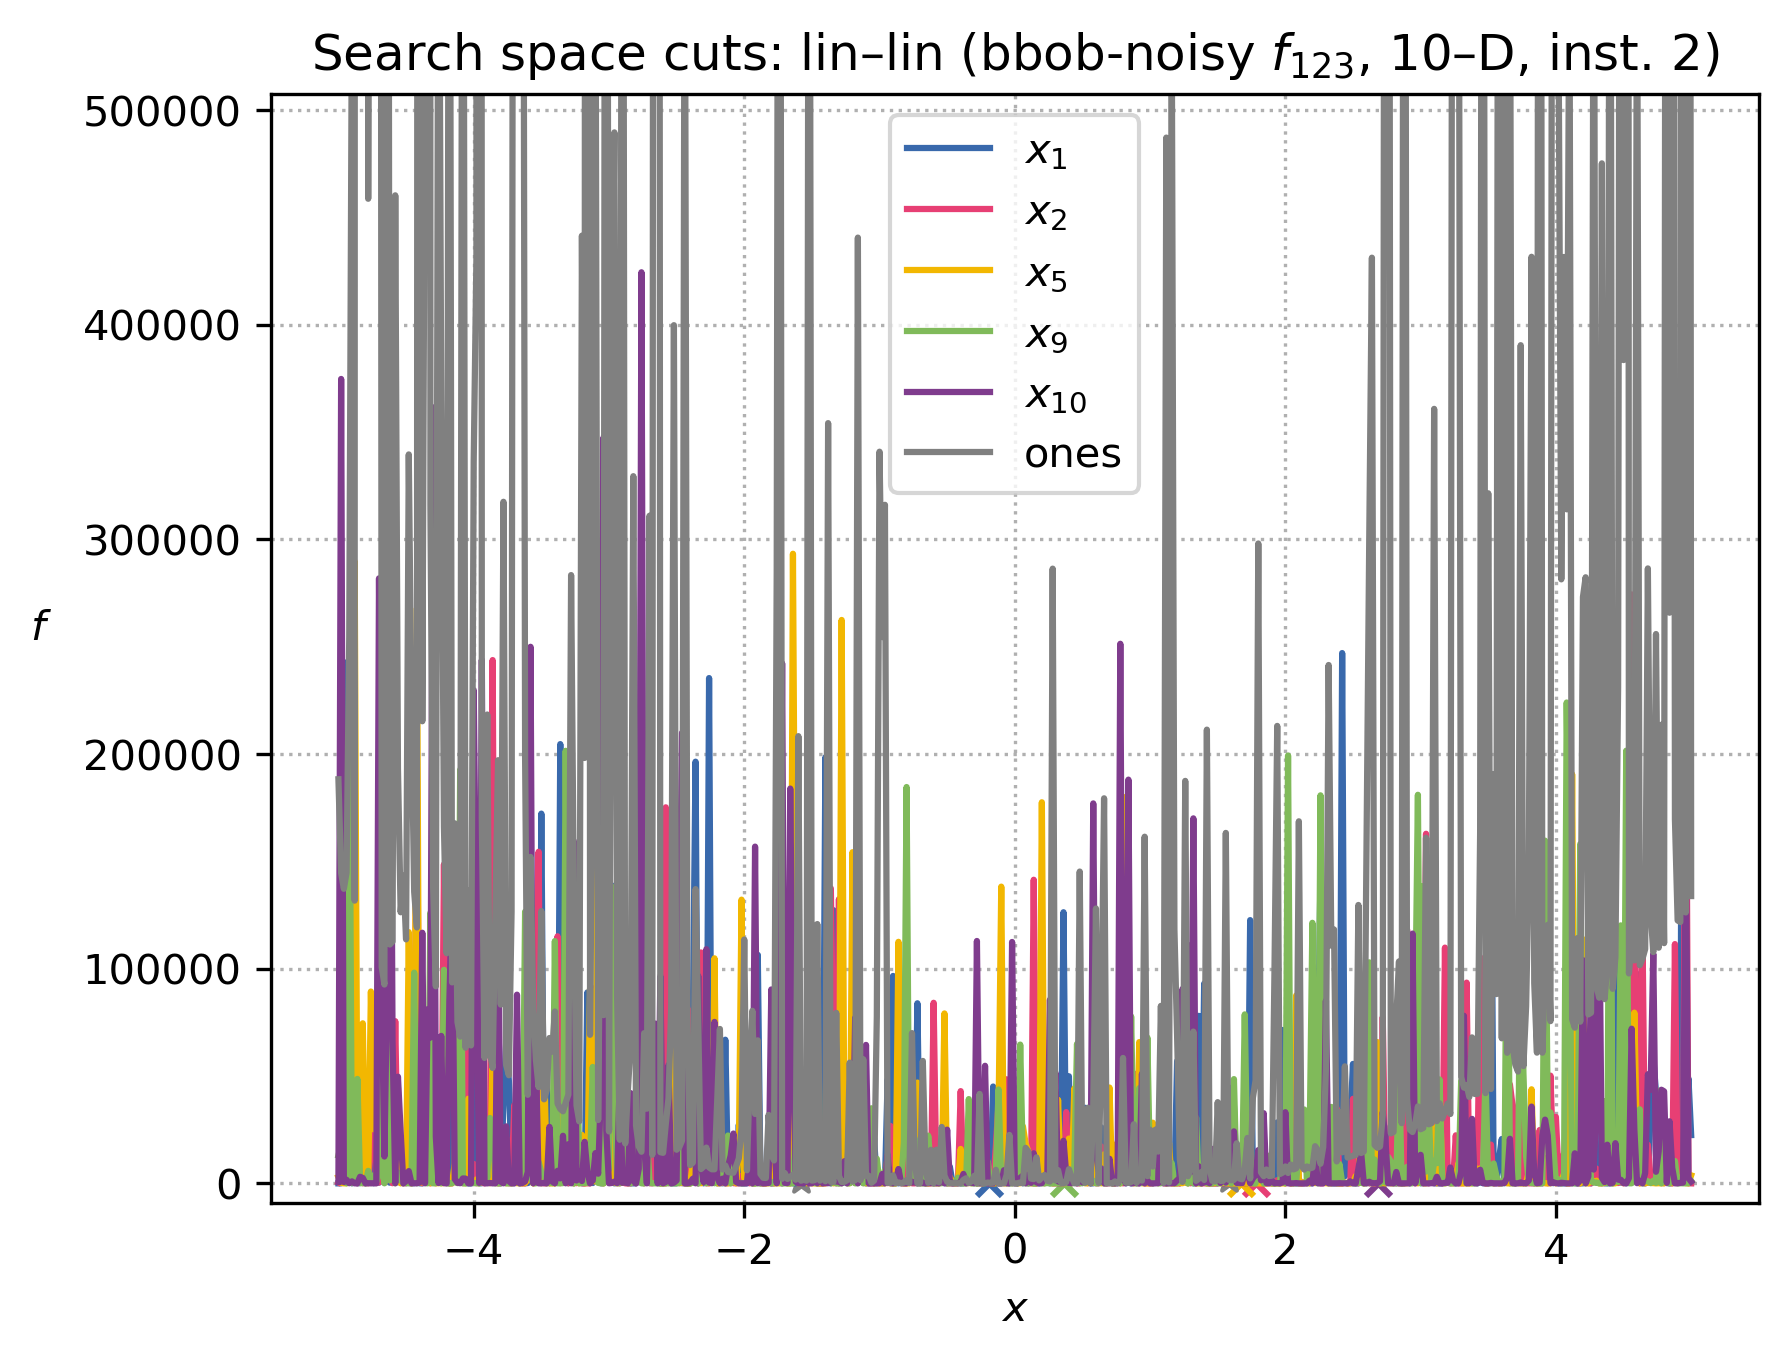 Search space cuts: lin–lin (bbob-noisy f₁₂₃, 10–D, inst. 2)
500000
400000
300000
200000
100000
0
f
x₁
x₂
x₅
x₉
x₁₀
ones
−4
−2
0
2
4
x